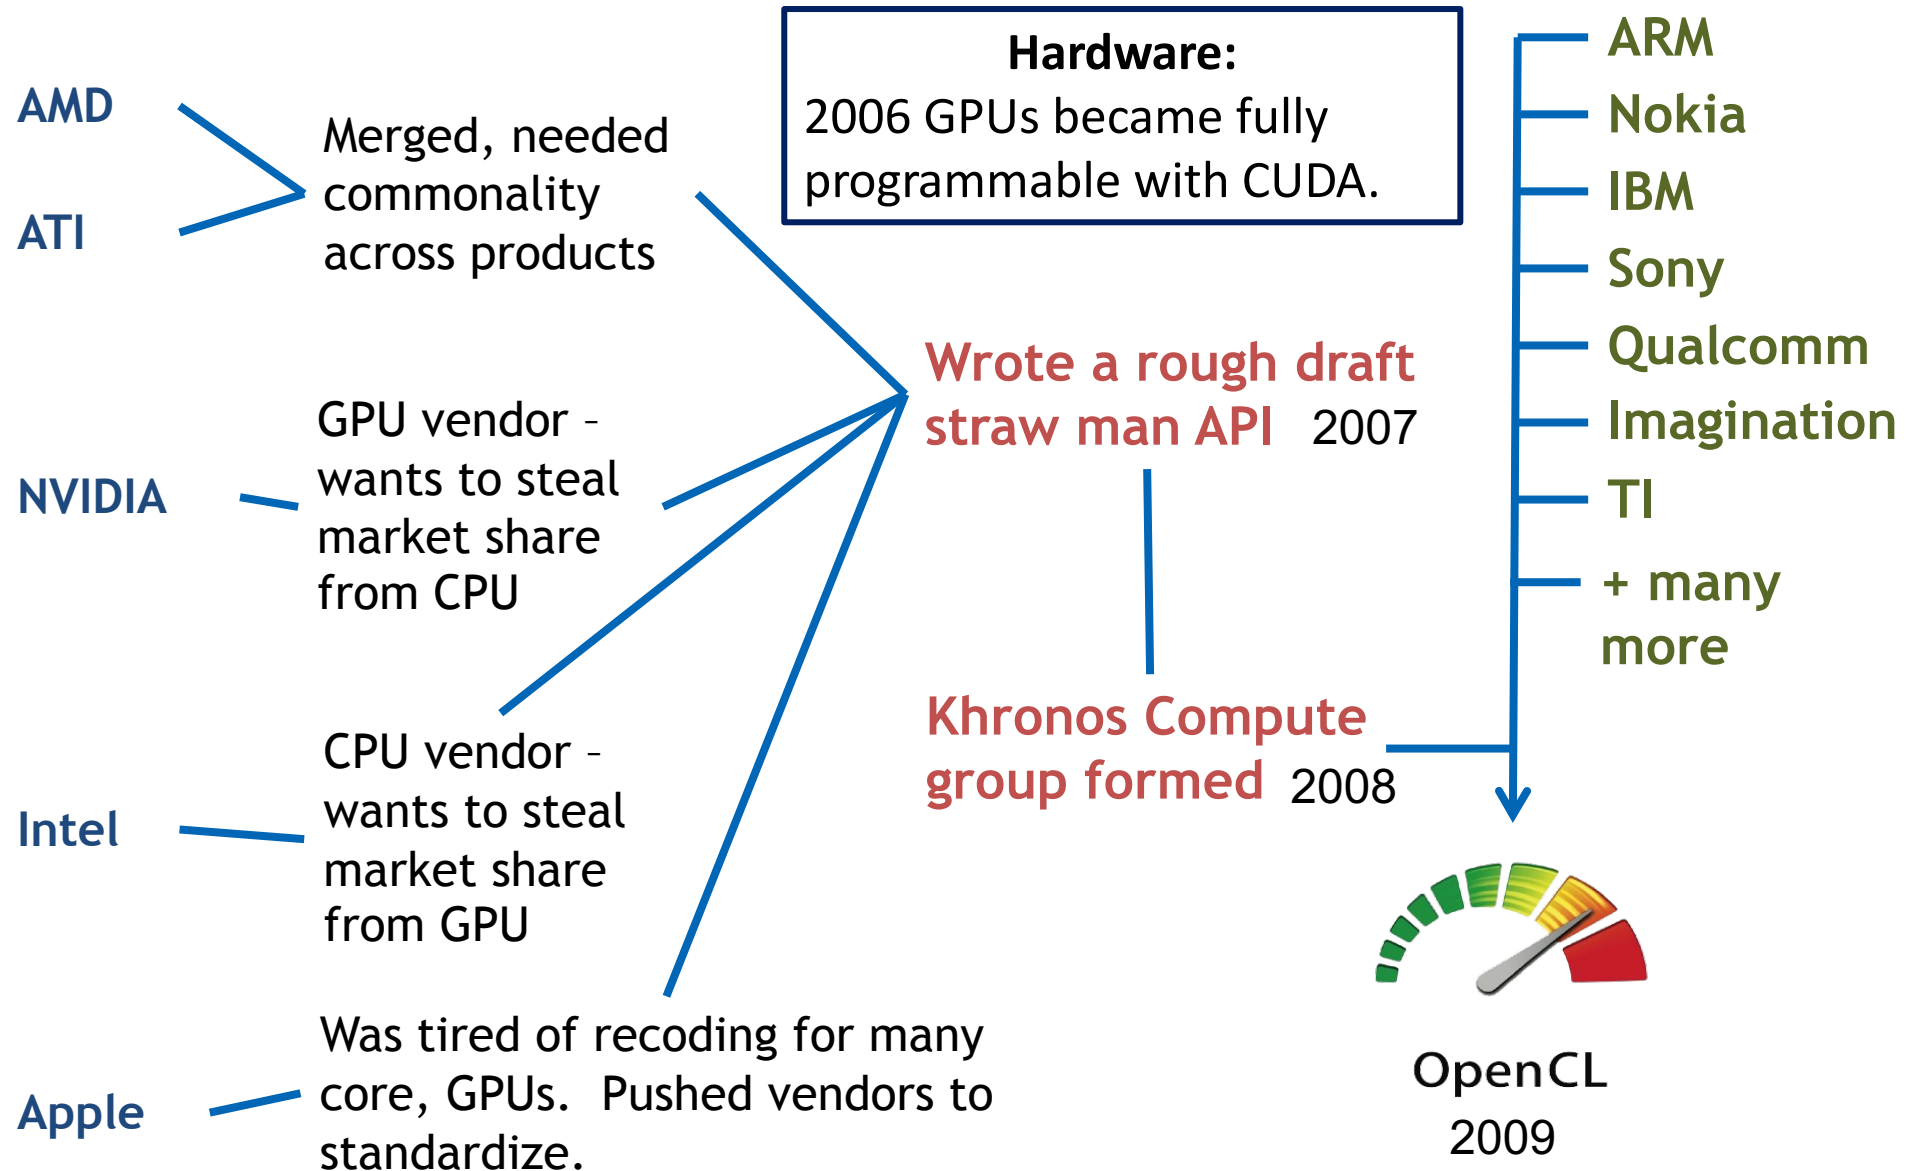 AMD
ATI
Merged, needed
commonality
across products
NVIDIA
GPU vendor –
wants to steal
market share
from CPU
Intel
CPU vendor –
wants to steal
market share
from GPU
Apple
Was tired of recoding for many
core, GPUs.  Pushed vendors to
standardize.
Hardware:
2006 GPUs became fully
programmable with CUDA.
Wrote a rough draft
straw man API 2007
Khronos Compute
group formed 2008
ARM
Nokia
IBM
Sony
Qualcomm
Imagination
TI
+ many
more
OpenCL
2009